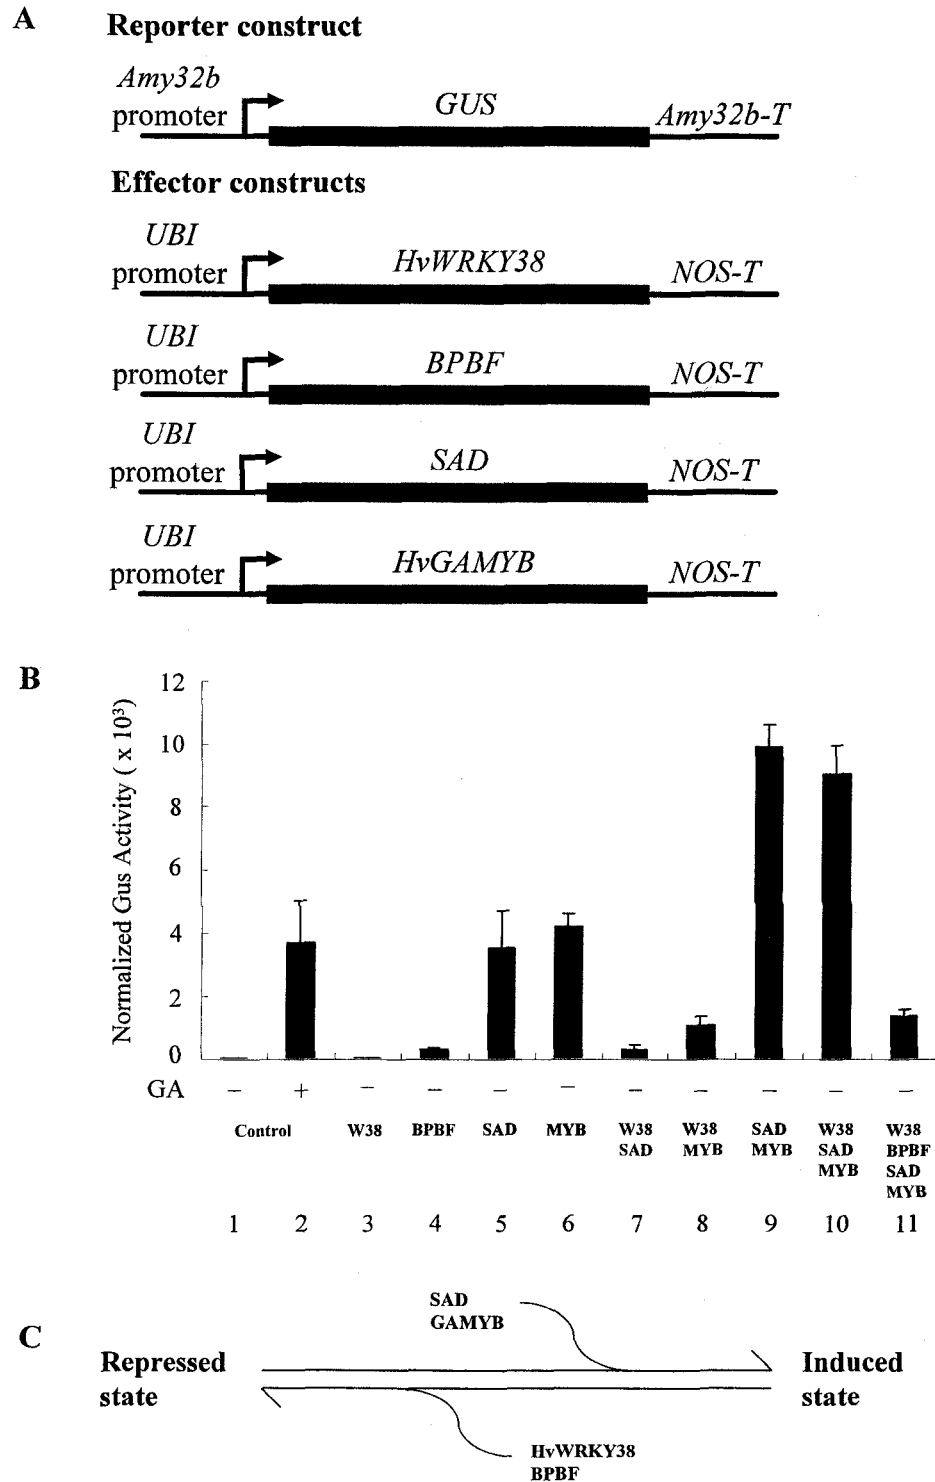 A
Reporter construct
Amy32b
promoter
GUS
Amy32b-T
Effector constructs
UBI
promoter
HvWRKY38
NOS-T
UBI
promoter
BPBF
NOS-T
UBI
promoter
SAD
NOS-T
UBI
promoter
HvGAMYB
NOS-T
B
Normalized Gus Activity ( x 10³)
12
10
8
6
4
2
0
GA
– + – – – – – – – – –
Control
W38
BPBF
SAD
MYB
W38
SAD
W38
MYB
SAD
MYB
W38
SAD
MYB
W38
BPBF
SAD
MYB
1 2 3 4 5 6 7 8 9 10 11
C
SAD
GAMYB
Repressed
state
Induced
state
HvWRKY38
BPBF